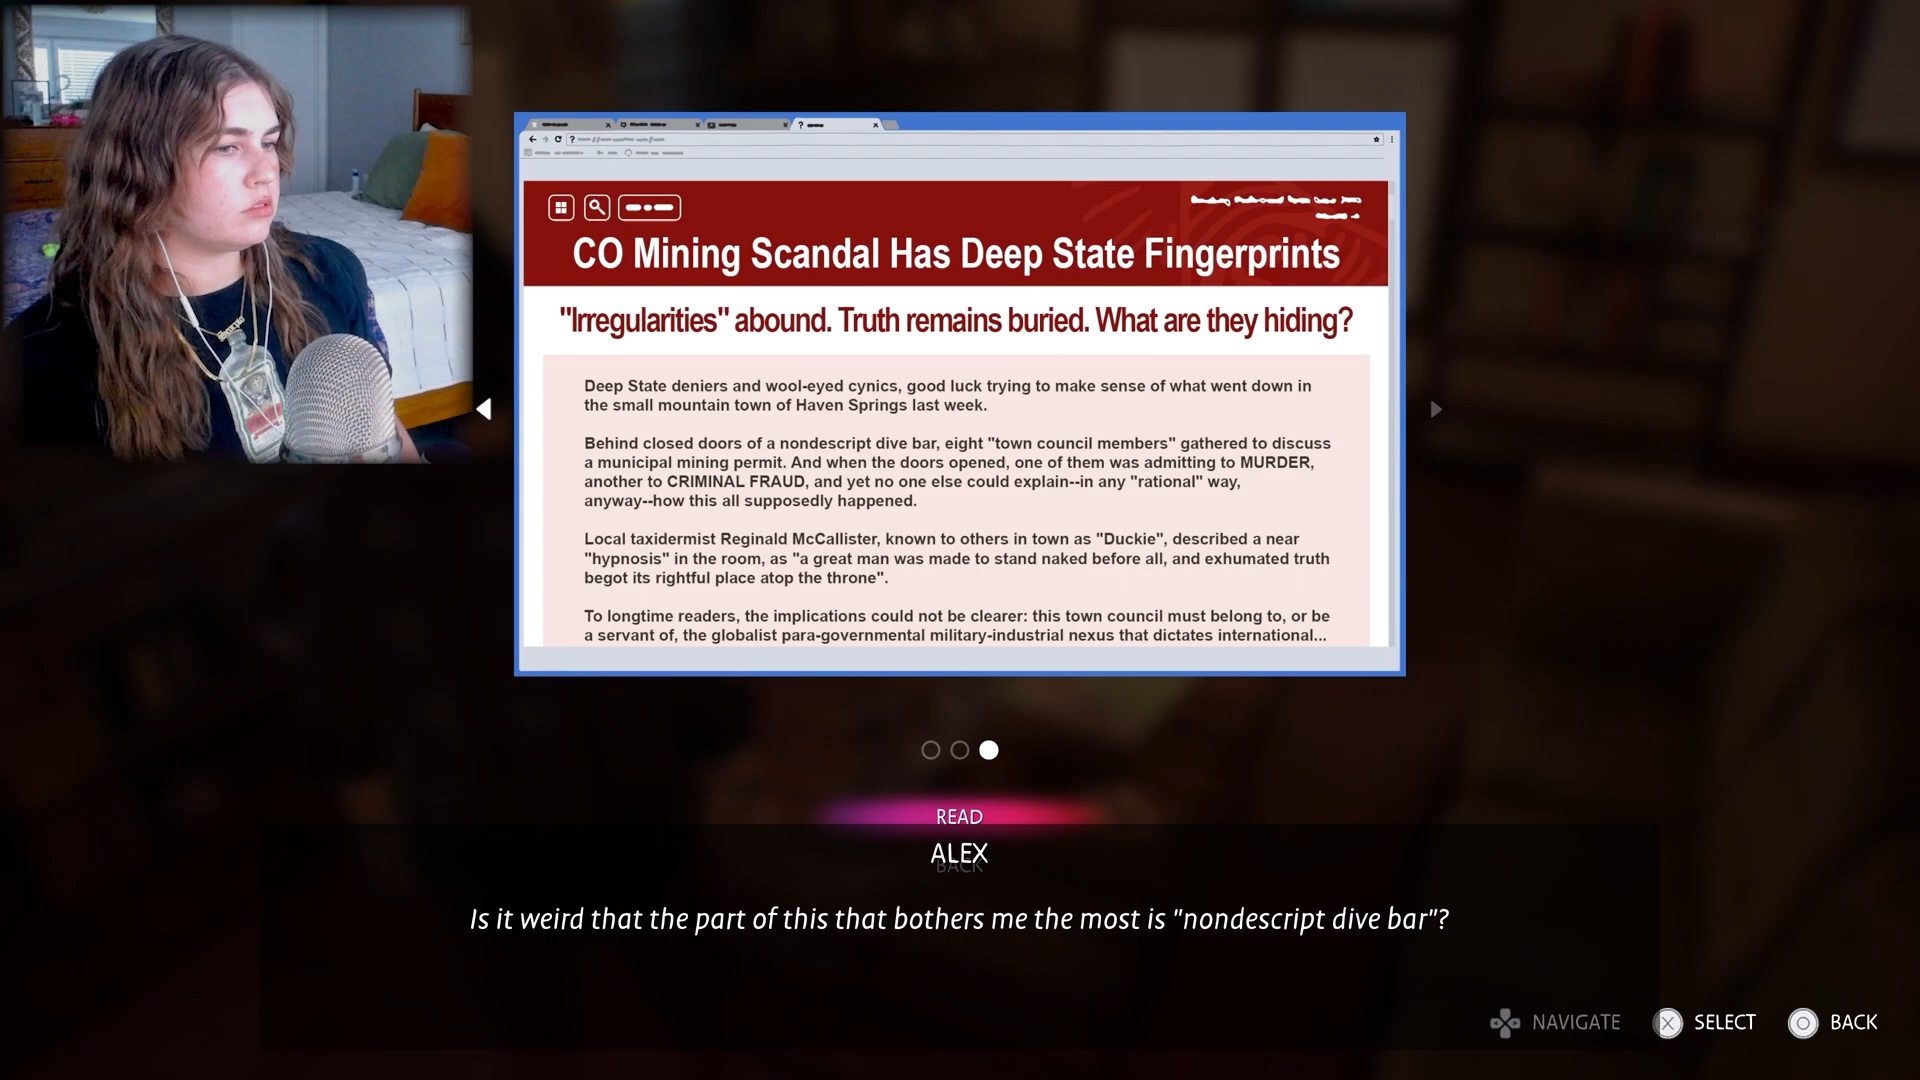 CO Mining Scandal Has Deep State Fingerprints
"Irregularities" abound. Truth remains buried. What are they hiding?
Deep State deniers and wool-eyed cynics, good luck trying to make sense of what went down in
the small mountain town of Haven Springs last week.
Behind closed doors of a nondescript dive bar, eight "town council members" gathered to discuss
a municipal mining permit. And when the doors opened, one of them was admitting to MURDER,
another to CRIMINAL FRAUD, and yet no one else could explain--in any "rational" way,
anyway--how this all supposedly happened.
Local taxidermist Reginald McCallister, known to others in town as "Duckie", described a near
"hypnosis" in the room, as "a great man was made to stand naked before all, and exhumated truth
begot its rightful place atop the throne".
To longtime readers, the implications could not be clearer: this town council must belong to, or be
a servant of, the globalist para-governmental military-industrial nexus that dictates international...
READ
ALEX
BACK
Is it weird that the part of this that bothers me the most is "nondescript dive bar"?
NAVIGATE
SELECT
BACK